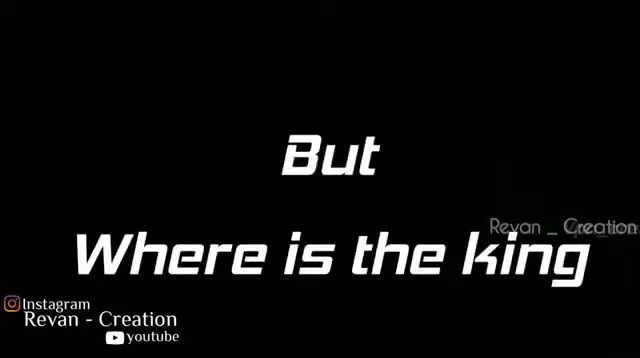 But
Revan _ Creation
Where is the king
Instagram
Revan - Creation
youtube